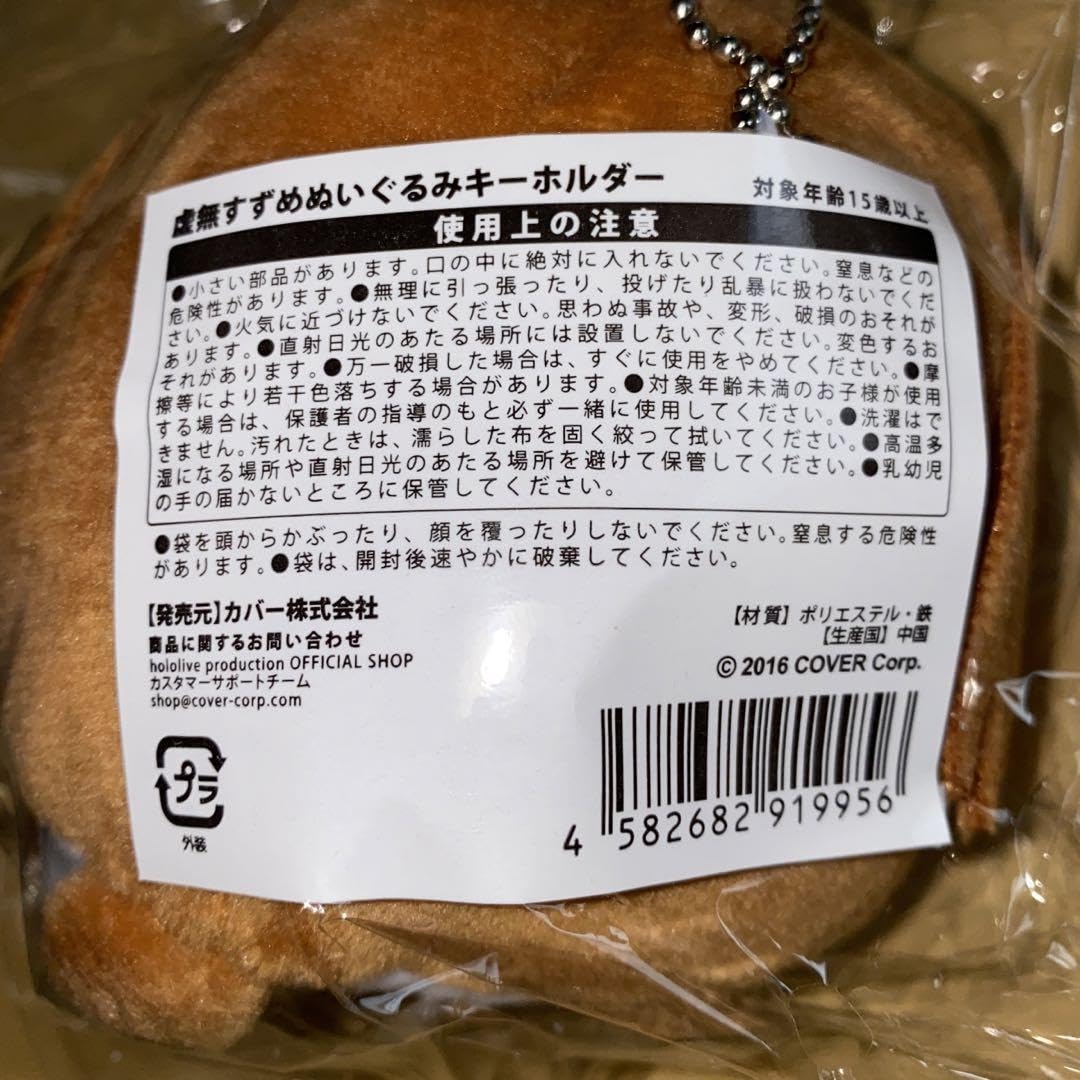 虚無すずめぬいぐるみキーホルダー
対象年齢15歳以上
使用上の注意
●小さい部品があります。口の中に絶対に入れないでください。窒息などの
危険性があります。●無理に引っ張ったり、投げたり乱暴に扱わないでくだ
さい。●火気に近づけないでください。思わぬ事故や、変形、破損のおそれが
あります。●直射日光のあたる場所には設置しないでください。変色するお
それがあります。●万一破損した場合は、すぐに使用をやめてください。●摩
擦等により若干色落ちする場合があります。●対象年齢未満のお子様が使用
する場合は、保護者の指導のもと必ず一緒に使用してください。●洗濯はで
きません。汚れたときは、濡らした布を固く絞って拭いてください。●高温多
湿になる場所や直射日光のあたる場所を避けて保管してください。●乳幼児
の手の届かないところに保管してください。
●袋を頭からかぶったり、顔を覆ったりしないでください。窒息する危険性
があります。●袋は、開封後速やかに破棄してください。
【発売元】カバー株式会社
商品に関するお問い合わせ
hololive production OFFICIAL SHOP
カスタマーサポートチーム
shop@cover-corp.com
【材質】ポリエステル・鉄
【生産国】中国
© 2016 COVER Corp.
プラ
外装
4 582682 919956